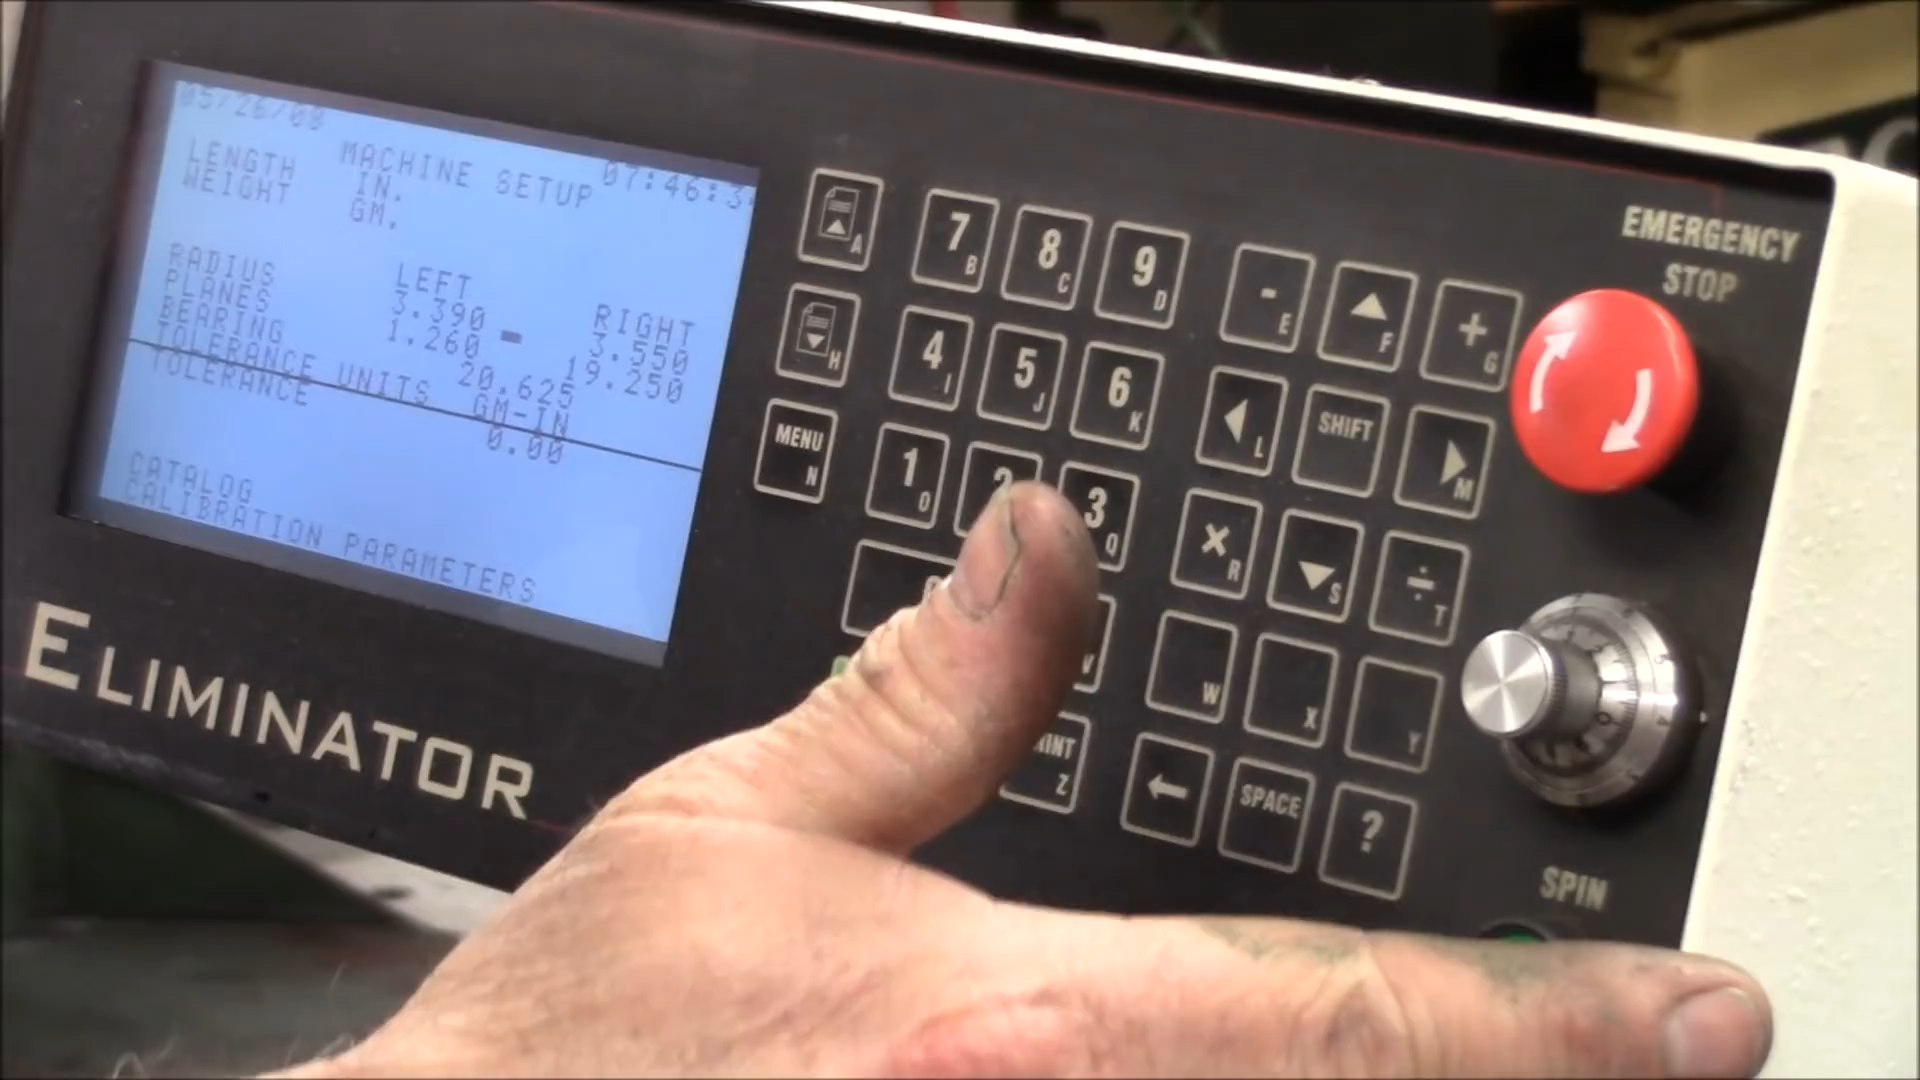 05/26/09
MACHINE SETUP 07:46:3
LENGTH IN.
WEIGHT GM.
LEFT RIGHT
RADIUS 3.390 3.550
PLANES 1.260 19.250
BEARING 20.625
TOLERANCE UNITS GM-IN
TOLERANCE 0.00
CATALOG
CALIBRATION PARAMETERS
ELIMINATOR
A
7 B
8 C
9 D
- E
F
+ G
H
4 I
5 J
6 K
L
SHIFT
M
MENU N
1 O
2
3 Q
× R
S
÷ T
V
W
X
Y
Z
←
SPACE
?
EMERGENCY
STOP
SPIN